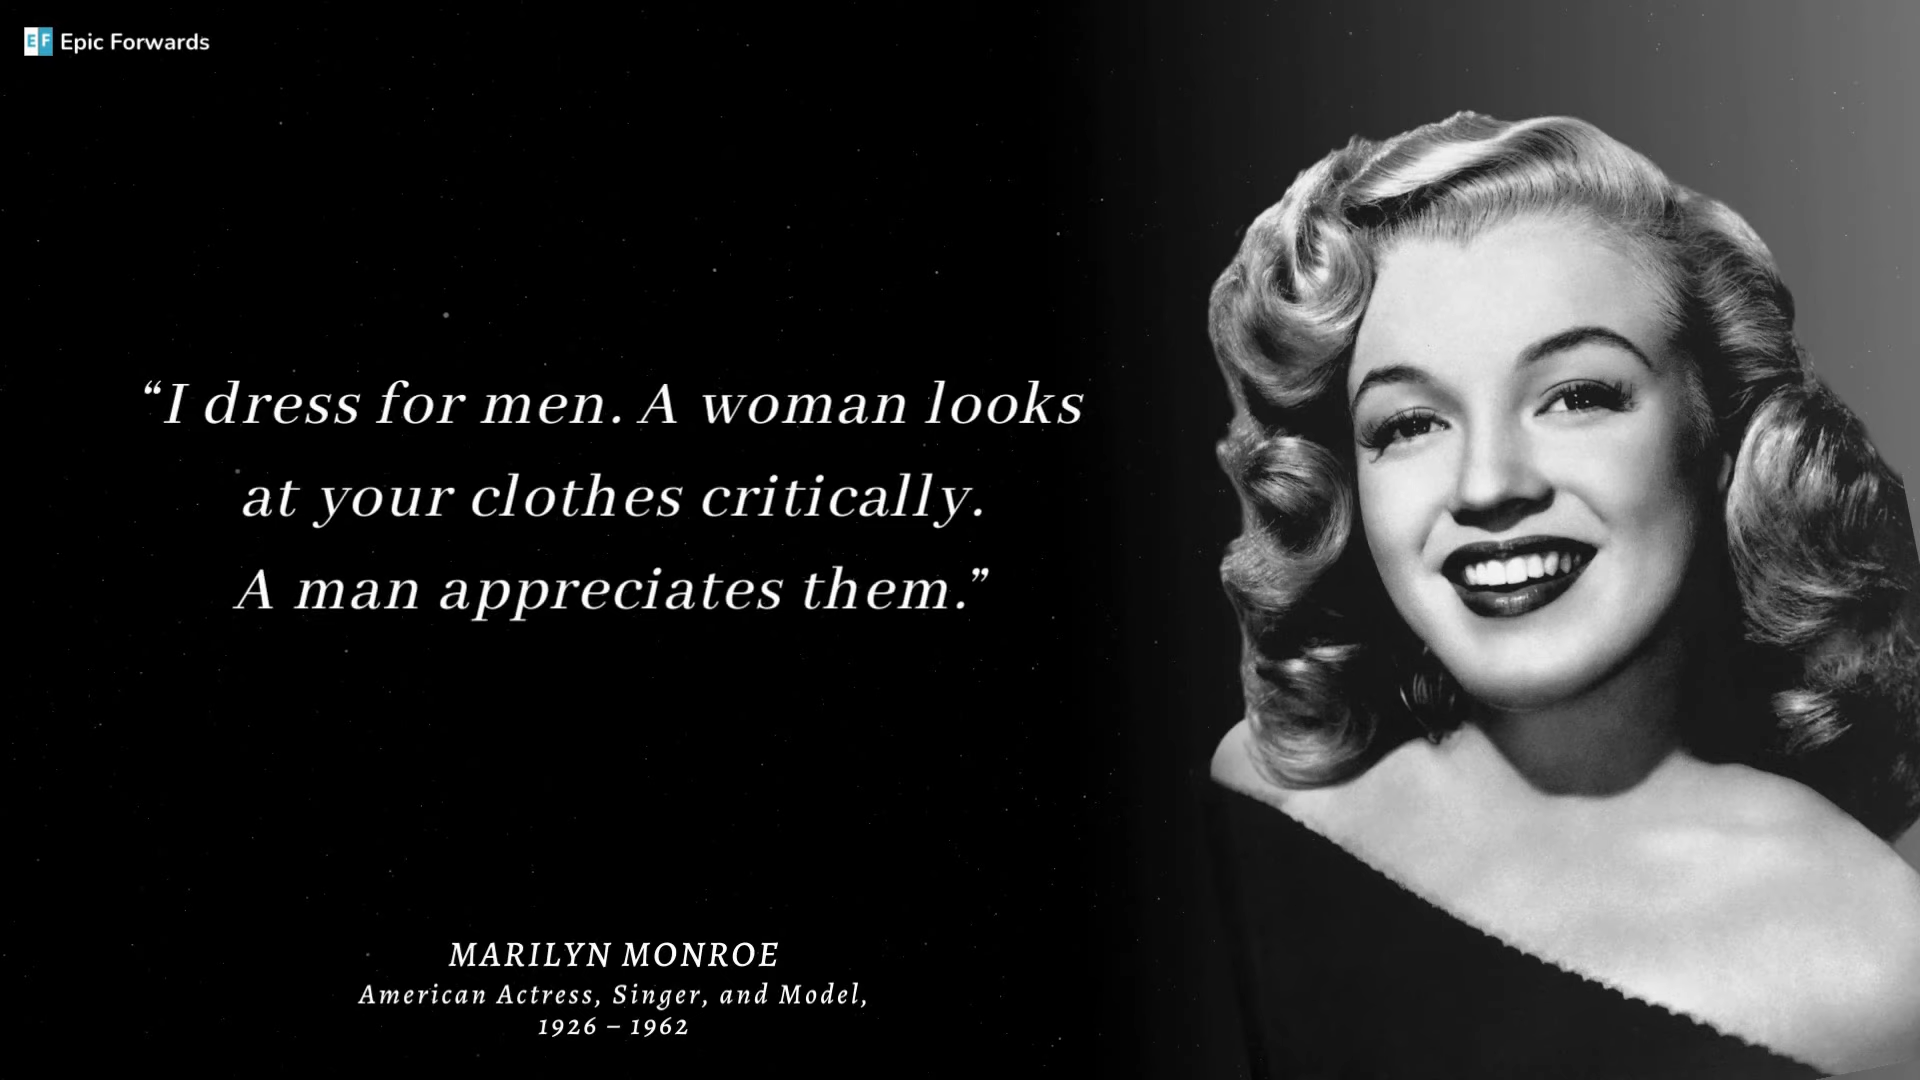 EF Epic Forwards
“I dress for men. A woman looks
at your clothes critically.
A man appreciates them.”
MARILYN MONROE
American Actress, Singer, and Model,
1926 – 1962